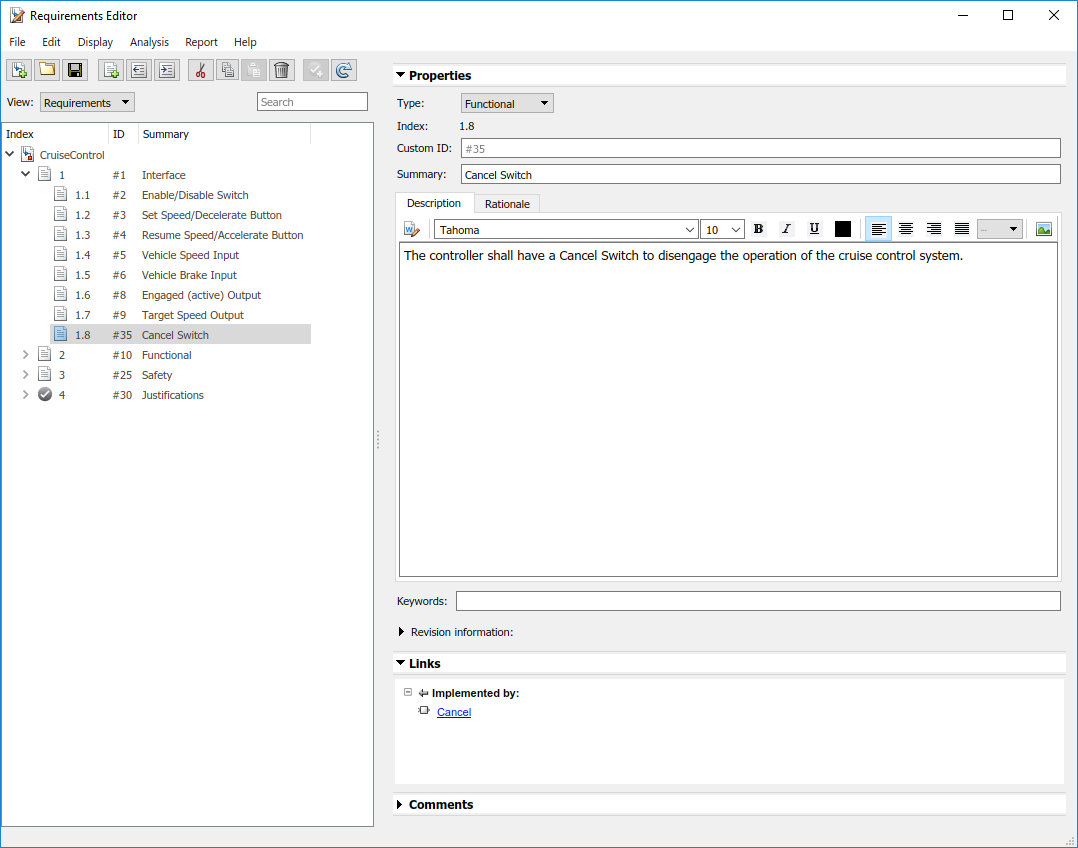 Requirements Editor
File Edit Display Analysis Report Help
View: Requirements Search
Index ID Summary
CruiseControl
1 #1 Interface
1.1 #2 Enable/Disable Switch
1.2 #3 Set Speed/Decelerate Button
1.3 #4 Resume Speed/Accelerate Button
1.4 #5 Vehicle Speed Input
1.5 #6 Vehicle Brake Input
1.6 #8 Engaged (active) Output
1.7 #9 Target Speed Output
1.8 #35 Cancel Switch
2 #10 Functional
3 #25 Safety
4 #30 Justifications
Properties
Type: Functional
Index: 1.8
Custom ID: #35
Summary: Cancel Switch
Description Rationale
W Tahoma 10 B I U
The controller shall have a Cancel Switch to disengage the operation of the cruise control system.
Keywords:
Revision information:
Links
Implemented by:
Cancel
Comments